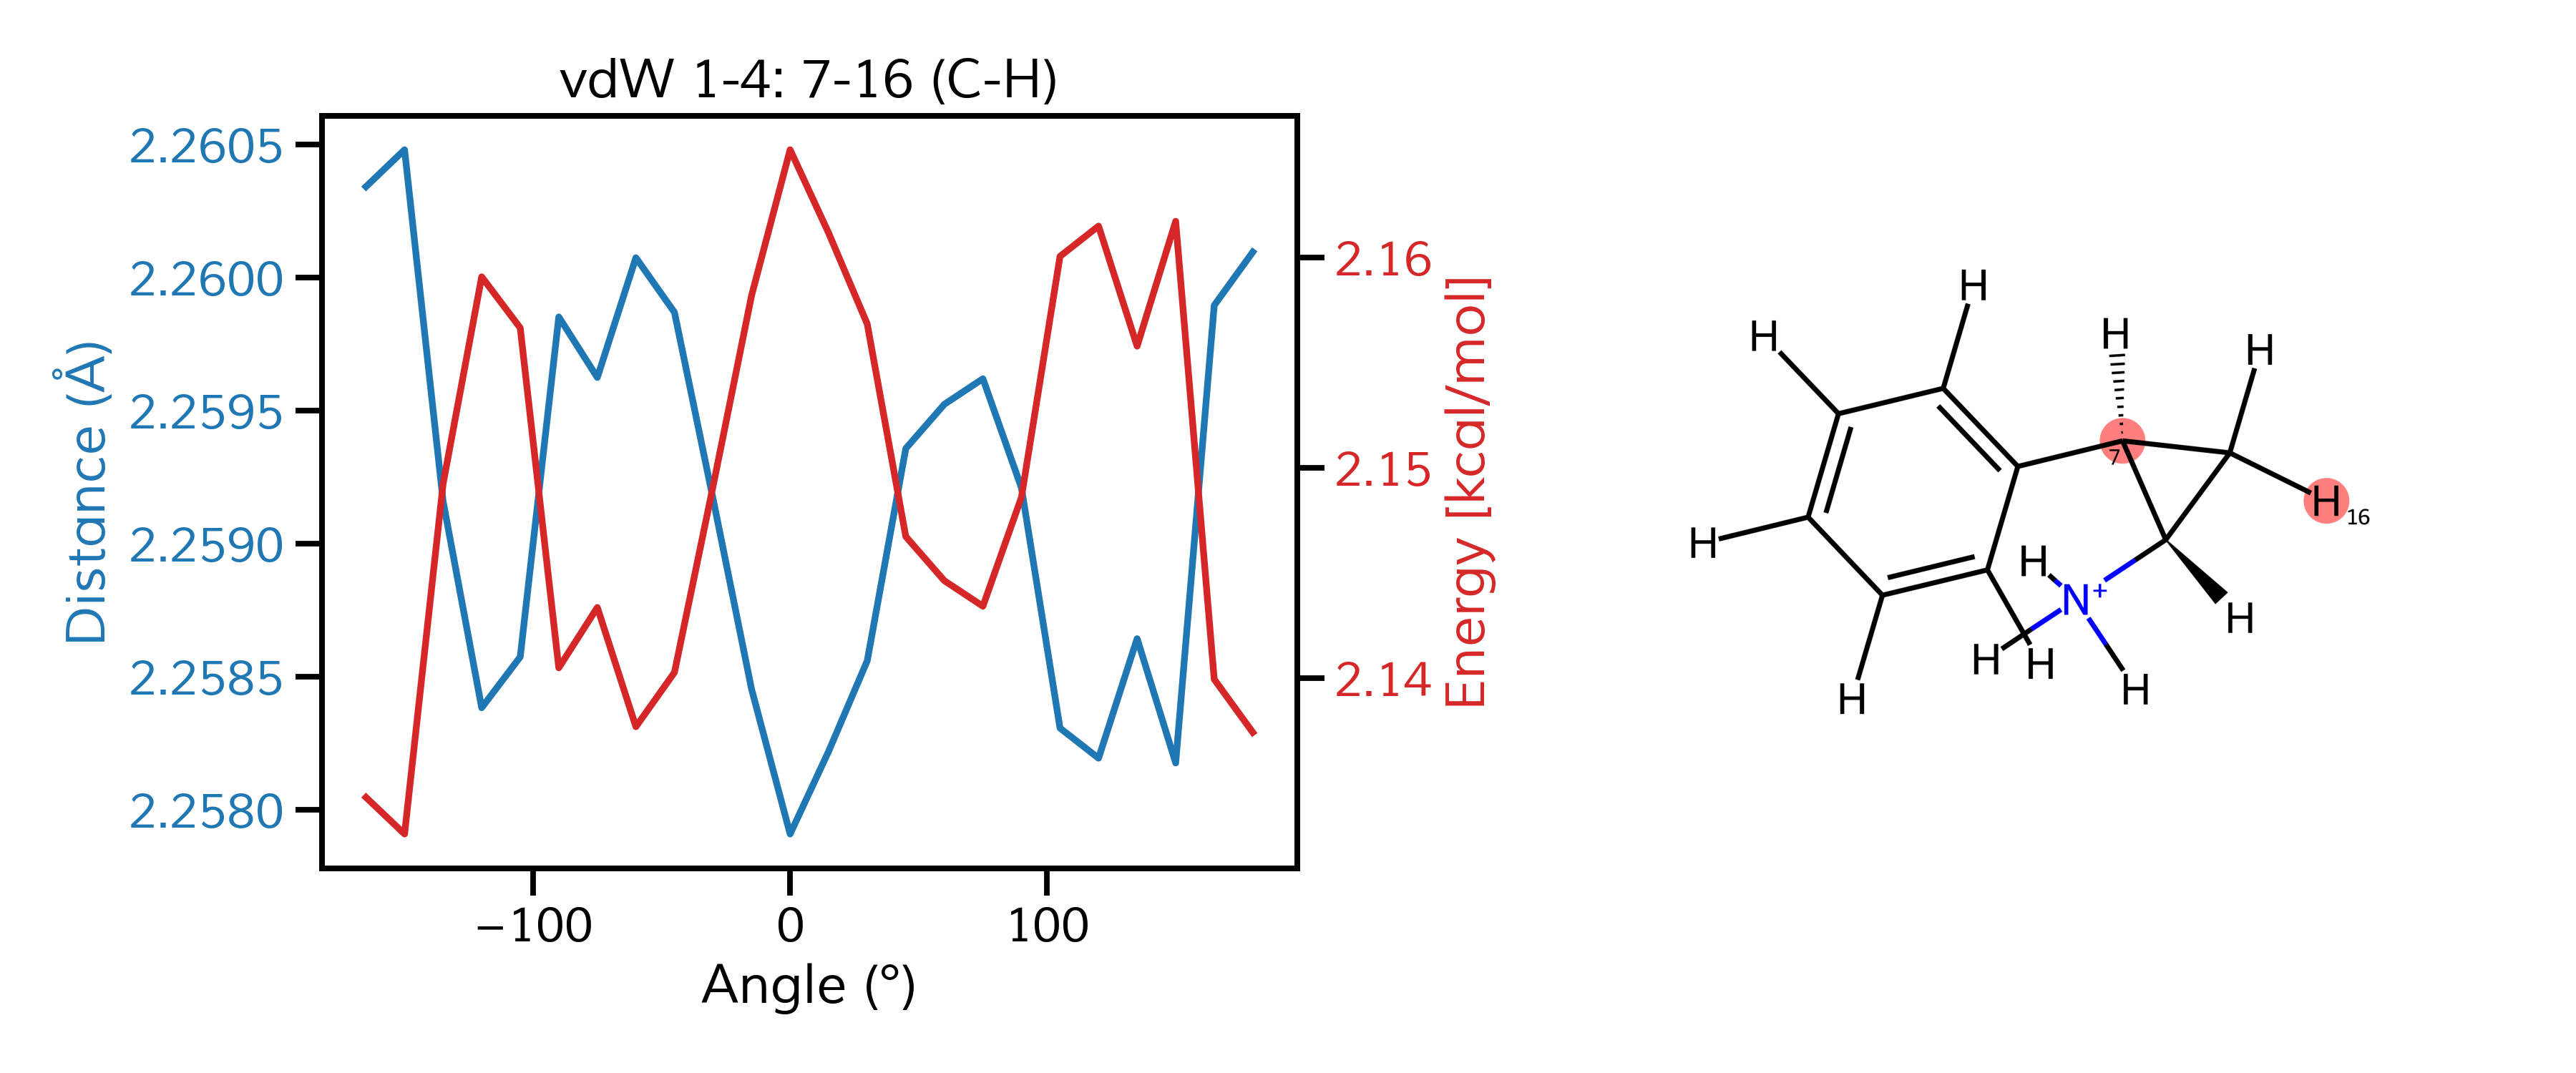 vdW 1-4: 7-16 (C-H)
2.2605
2.2600
2.2595
2.2590
2.2585
2.2580
Distance (Å)
2.16
2.15
2.14
Energy [kcal/mol]
−100
0
100
Angle (°)
H
H
H
H
7
H
16
H
H
N+
H
H
H
H
H